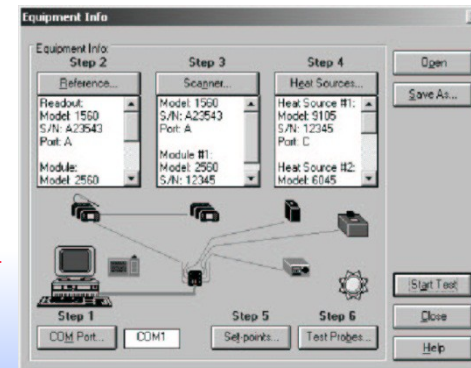 Equipment Info
Equipment Info:
Step 2
Step 3
Step 4
Reference...
Scanner...
Heat Sources...
Open
Save As...
Readout:
Model: 1560
S/N: A23543
Port: A
Module:
Model: 2560
Model: 1560
S/N: A23543
Port: A
Module #1:
Model: 2560
S/N: 12345
Heat Source #1:
Model: 9105
S/N: 12345
Port: C
Heat Source #2:
Model: 6045
Start Test
Step 1
Step 5
Step 6
COM Port...
COM1
Set-points...
Test Probes...
Close
Help